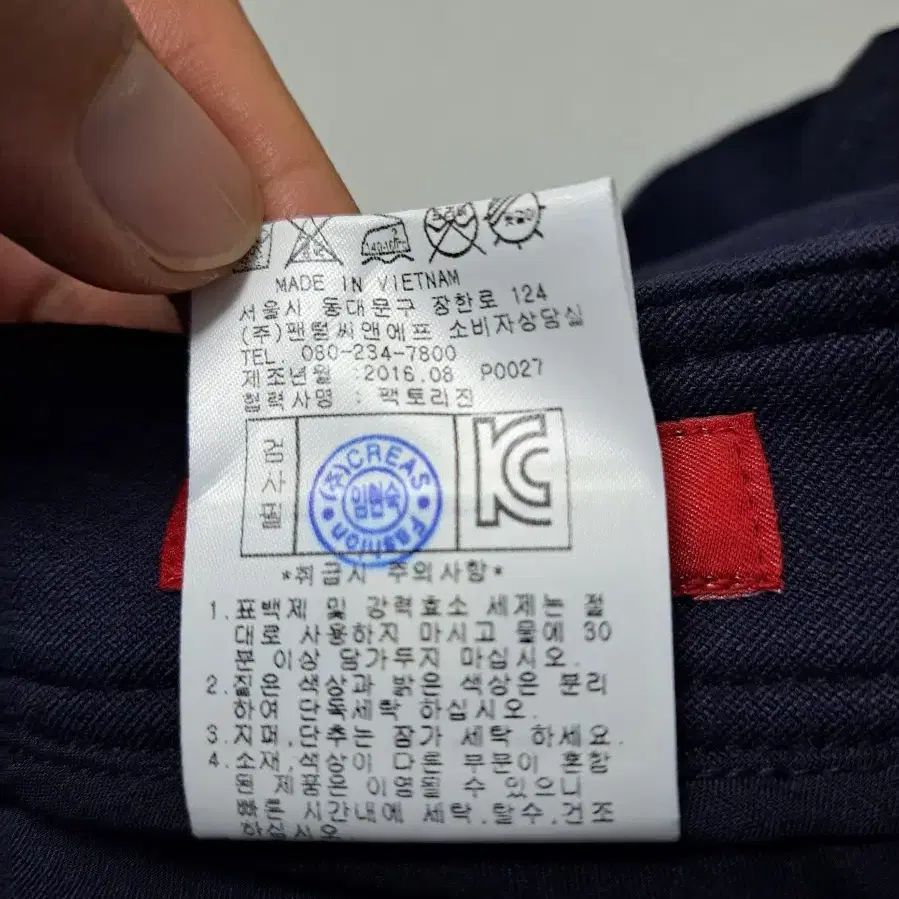 140-160℃
MADE IN VIETNAM
서울시 동대문구 장한로 124
(주)팬텀씨앤에프 소비자상담실
TEL. 080-234-7800
제조년월 :2016.08 P0027
협력사명 : 팩토리진
검사필
(주)CREAS
Fashion
*취급시 주의사항*
1.표백제 및 강력효소 세제는 절
대로 사용하지 마시고 물에 30
분 이상 담가두지 마십시오.
2.짙은 색상과 밝은 색상은 분리
하여 단독세탁 하십시오.
3.지퍼,단추는 잠가 세탁 하세요.
4.소재,색상이 다른 부문이 혼합
된 제품은 이염될 수 있으니
빠른 시간내에 세탁,탈수,건조
하십시오